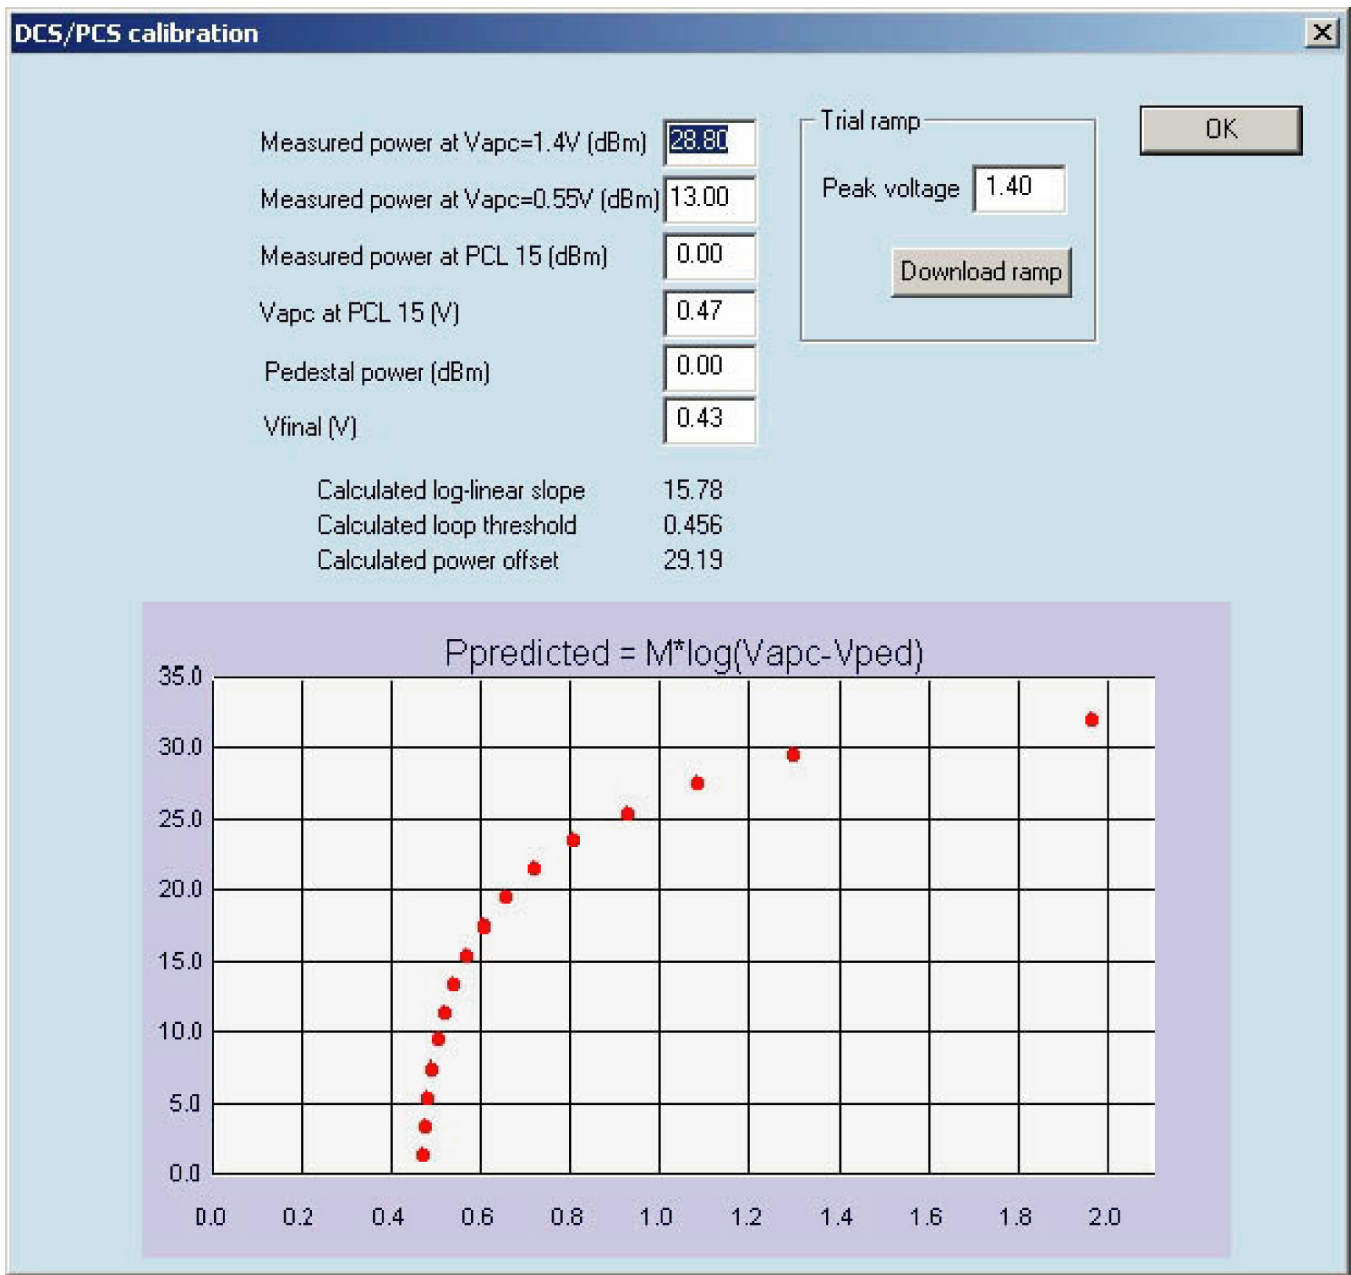 DCS/PCS calibration
Measured power at Vapc=1.4V (dBm) 28.80
Measured power at Vapc=0.55V (dBm) 13.00
Measured power at PCL 15 (dBm) 0.00
Vapc at PCL 15 (V) 0.47
Pedestal power (dBm) 0.00
Vfinal (V) 0.43
Trial ramp
Peak voltage 1.40
Download ramp
OK
Calculated log-linear slope 15.78
Calculated loop threshold 0.456
Calculated power offset 29.19
Ppredicted = M*log(Vapc-Vped)
35.0
30.0
25.0
20.0
15.0
10.0
5.0
0.0
0.0 0.2 0.4 0.6 0.8 1.0 1.2 1.4 1.6 1.8 2.0